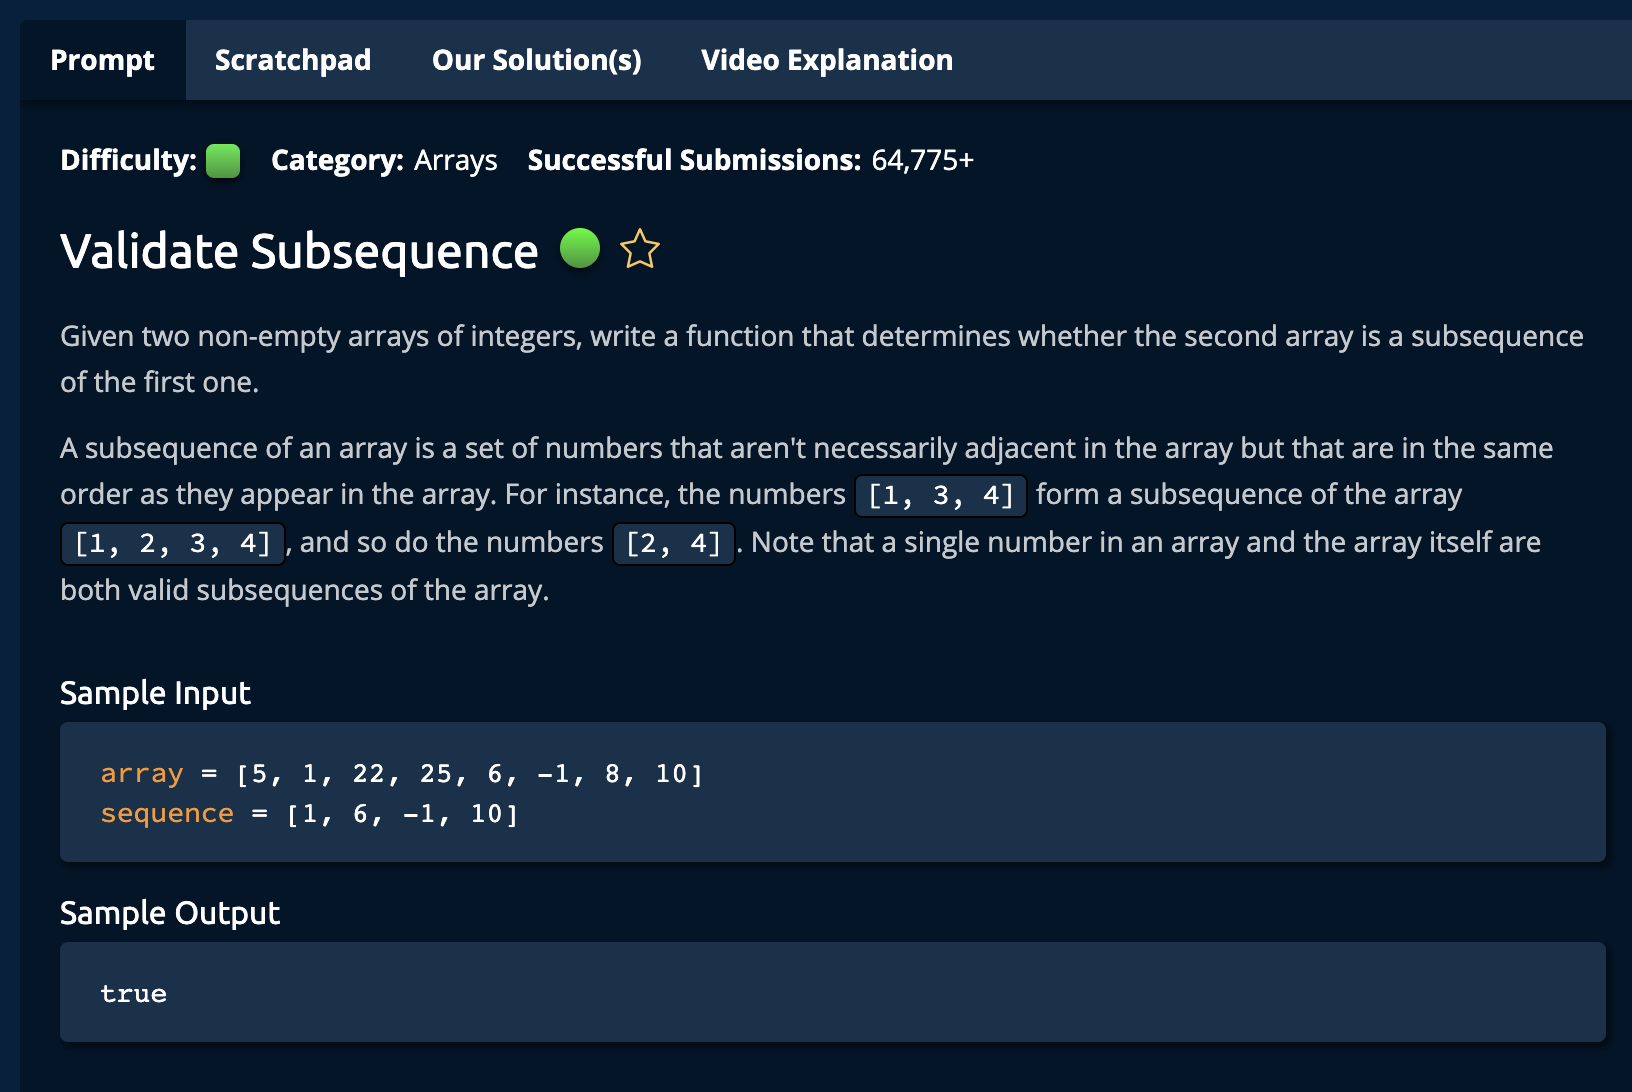 Prompt Scratchpad Our Solution(s) Video Explanation
Difficulty: Category: Arrays Successful Submissions: 64,775+
Validate Subsequence
Given two non-empty arrays of integers, write a function that determines whether the second array is a subsequence
of the first one.
A subsequence of an array is a set of numbers that aren't necessarily adjacent in the array but that are in the same
order as they appear in the array. For instance, the numbers [1, 3, 4] form a subsequence of the array
[1, 2, 3, 4], and so do the numbers [2, 4]. Note that a single number in an array and the array itself are
both valid subsequences of the array.
Sample Input
array = [5, 1, 22, 25, 6, -1, 8, 10]
sequence = [1, 6, -1, 10]
Sample Output
true